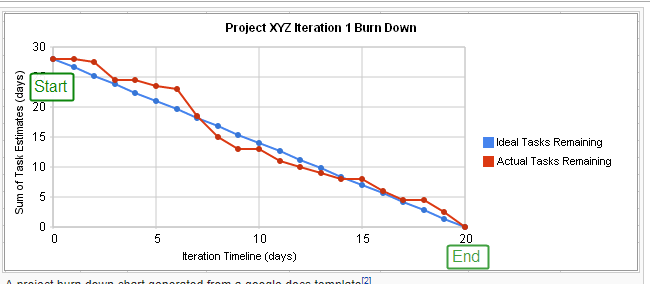 Project XYZ Iteration 1 Burn Down
Sum of Task Estimates (days)
30
Start
20
15
10
5
0
0 5 10 15 20
Iteration Timeline (days)
End
Ideal Tasks Remaining
Actual Tasks Remaining
A project burn down chart generated from a google docs template[2]